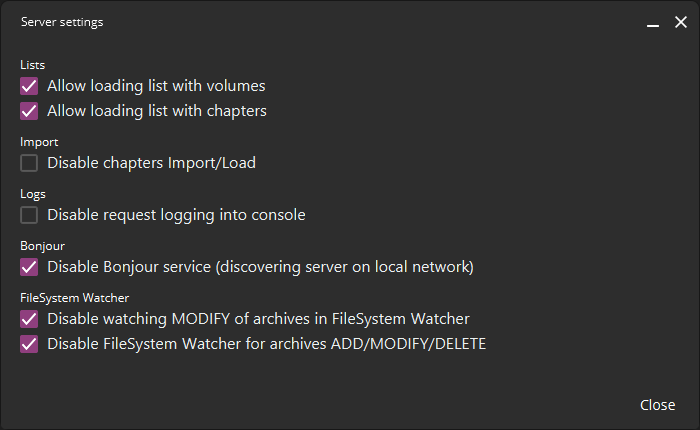 Server settings
Lists
Allow loading list with volumes
Allow loading list with chapters
Import
Disable chapters Import/Load
Logs
Disable request logging into console
Bonjour
Disable Bonjour service (discovering server on local network)
FileSystem Watcher
Disable watching MODIFY of archives in FileSystem Watcher
Disable FileSystem Watcher for archives ADD/MODIFY/DELETE
Close